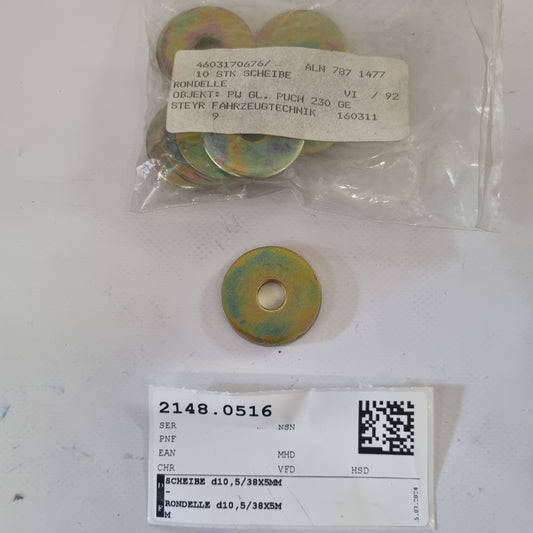 4603170676/ - ALN 787 1477
10 STK SCHEIBE
RONDELLE VI / 92
OBJEKT: PW GL. PUCH 230 GE
STEYR FAHRZEUGTECHNIK 160311
9
2148.0516
SER NSN
PNF
EAN MHD
CHR VFD HSD
D SCHEIBE d10,5/38X5MM
-
F RONDELLE d10,5/38X5M
M